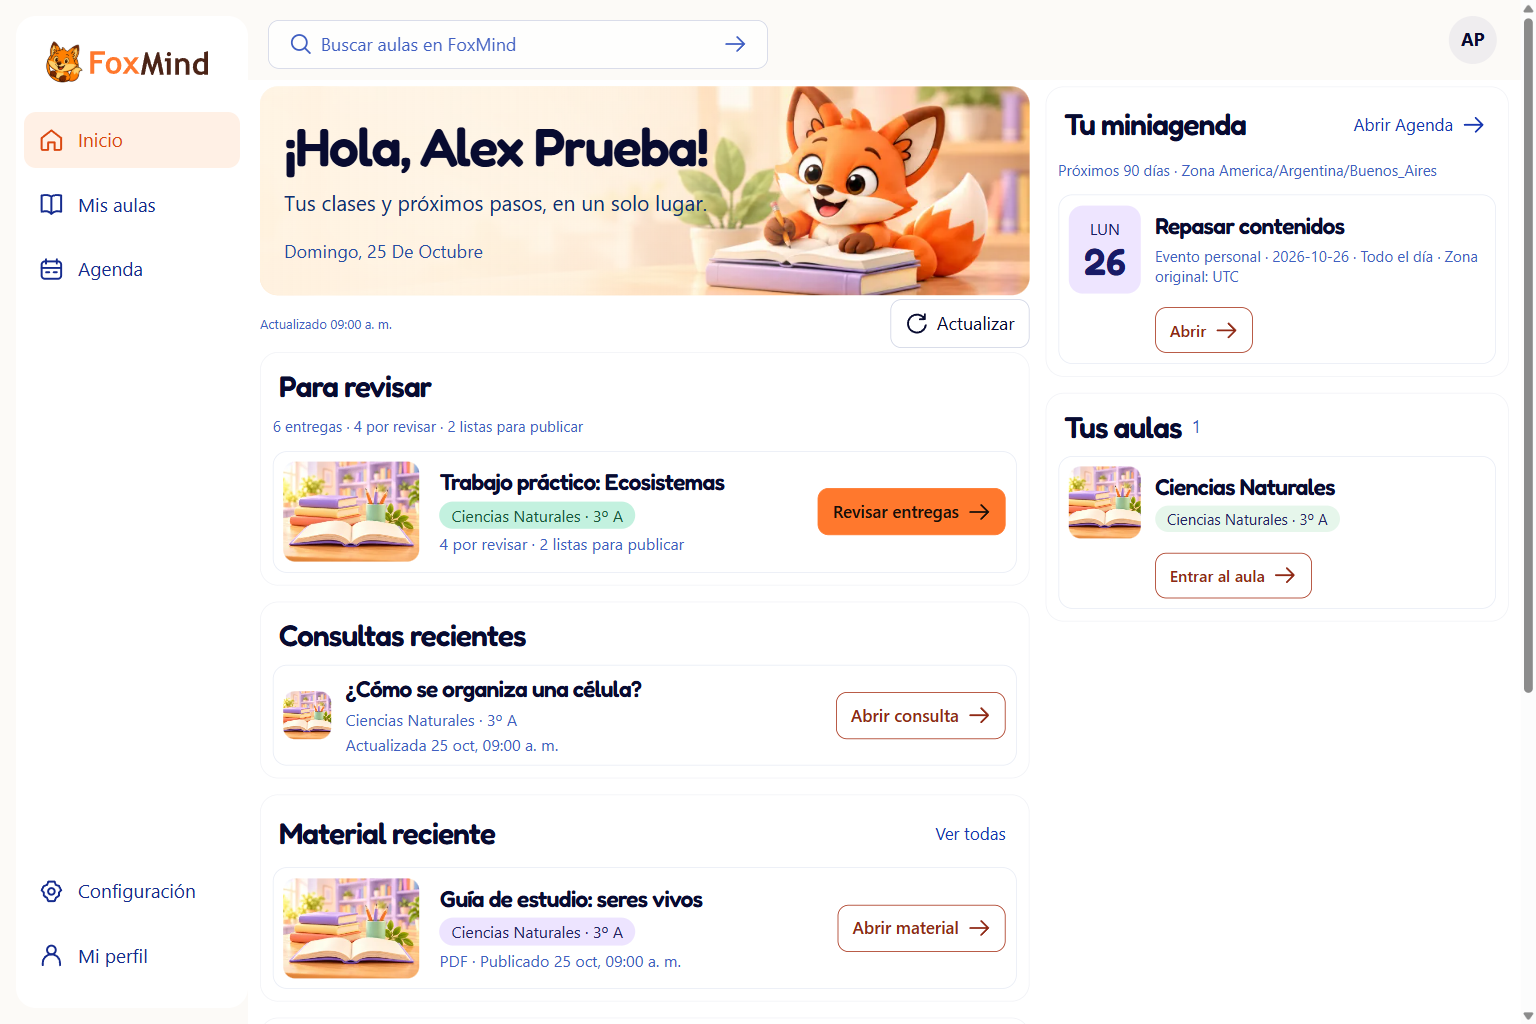 FoxMind
Inicio
Mis aulas
Agenda
Configuración
Mi perfil
Buscar aulas en FoxMind
AP
¡Hola, Alex Prueba!
Tus clases y próximos pasos, en un solo lugar.
Domingo, 25 De Octubre
Actualizado 09:00 a. m.
Actualizar
Para revisar
6 entregas · 4 por revisar · 2 listas para publicar
Trabajo práctico: Ecosistemas
Ciencias Naturales · 3º A
4 por revisar · 2 listas para publicar
Revisar entregas
Consultas recientes
¿Cómo se organiza una célula?
Ciencias Naturales · 3º A
Actualizada 25 oct, 09:00 a. m.
Abrir consulta
Material reciente
Ver todas
Guía de estudio: seres vivos
Ciencias Naturales · 3º A
PDF · Publicado 25 oct, 09:00 a. m.
Abrir material
Tu miniagenda
Abrir Agenda
Próximos 90 días · Zona America/Argentina/Buenos_Aires
LUN
26
Repasar contenidos
Evento personal · 2026-10-26 · Todo el día · Zona
original: UTC
Abrir
Tus aulas 1
Ciencias Naturales
Ciencias Naturales · 3º A
Entrar al aula